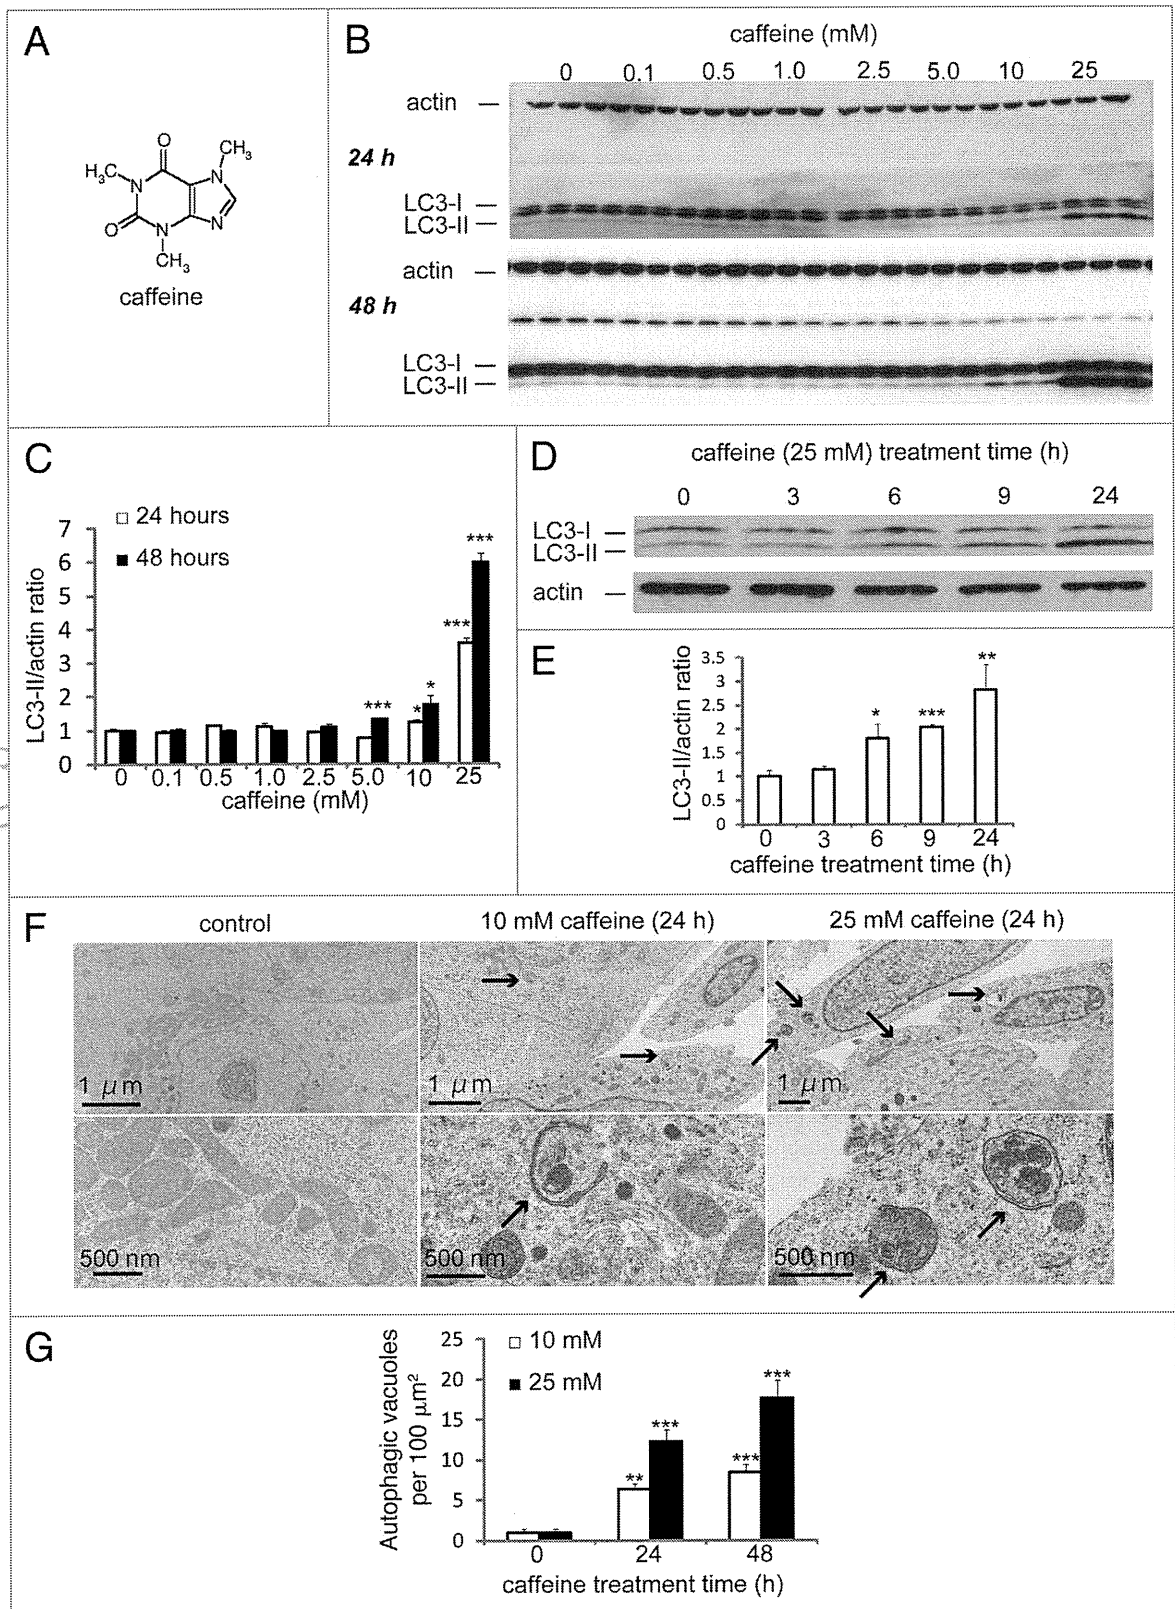 A
O
CH₃
H₃C
N
N
O
N
N
CH₃
caffeine
B
caffeine (mM)
0 0.1 0.5 1.0 2.5 5.0 10 25
actin
24 h
LC3-I
LC3-II
actin
48 h
LC3-I
LC3-II
C
24 hours
48 hours
LC3-II/actin ratio
7
6
5
4
3
2
1
0
***
***
***
*
*
0 0.1 0.5 1.0 2.5 5.0 10 25
caffeine (mM)
D
caffeine (25 mM) treatment time (h)
0 3 6 9 24
LC3-I
LC3-II
actin
E
LC3-II/actin ratio
3.5
3
2.5
2
1.5
1
0.5
0
*
***
**
0 3 6 9 24
caffeine treatment time (h)
F
control
10 mM caffeine (24 h)
25 mM caffeine (24 h)
1 μm
1 μm
1 μm
500 nm
500 nm
500 nm
G
10 mM
25 mM
Autophagic vacuoles
per 100 μm²
25
20
15
10
5
0
**
***
***
***
0 24 48
caffeine treatment time (h)